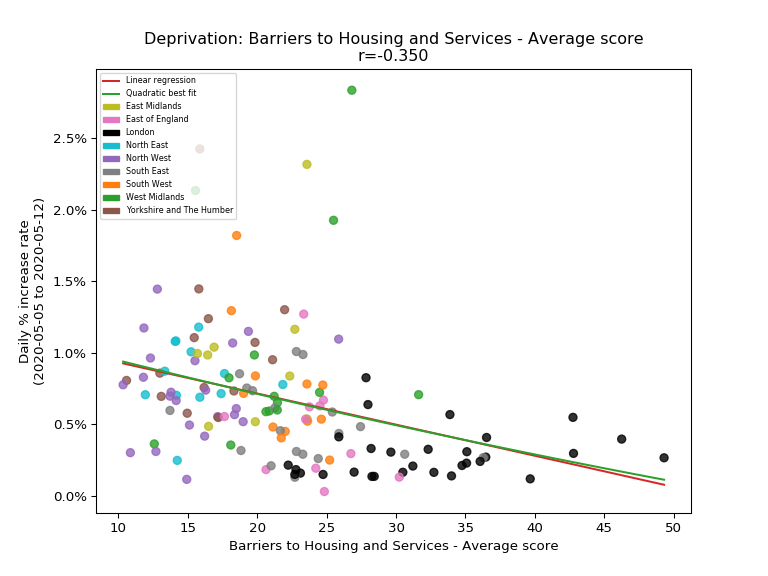 Deprivation: Barriers to Housing and Services - Average score
r=-0.350
Linear regression
Quadratic best fit
East Midlands
East of England
London
North East
North West
South East
South West
West Midlands
Yorkshire and The Humber
2.5%
2.0%
1.5%
1.0%
0.5%
0.0%
Daily % increase rate
(2020-05-05 to 2020-05-12)
10 15 20 25 30 35 40 45 50
Barriers to Housing and Services - Average score